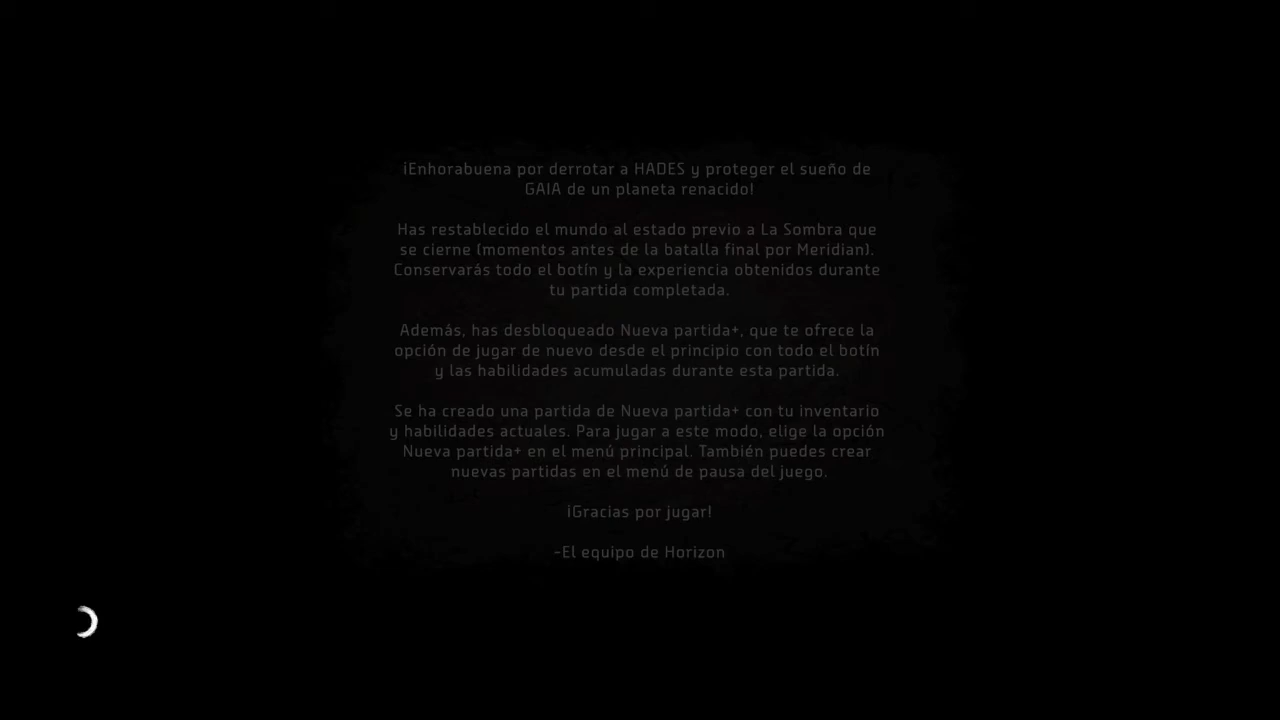 ¡Enhorabuena por derrotar a HADES y proteger el sueño de
GAIA de un planeta renacido!
Has restablecido el mundo al estado previo a La Sombra que
se cierne (momentos antes de la batalla final por Meridian).
Conservarás todo el botín y la experiencia obtenidos durante
tu partida completada.
Además, has desbloqueado Nueva partida+, que te ofrece la
opción de jugar de nuevo desde el principio con todo el botín
y las habilidades acumuladas durante esta partida.
Se ha creado una partida de Nueva partida+ con tu inventario
y habilidades actuales. Para jugar a este modo, elige la opción
Nueva partida+ en el menú principal. También puedes crear
nuevas partidas en el menú de pausa del juego.
¡Gracias por jugar!
-El equipo de Horizon